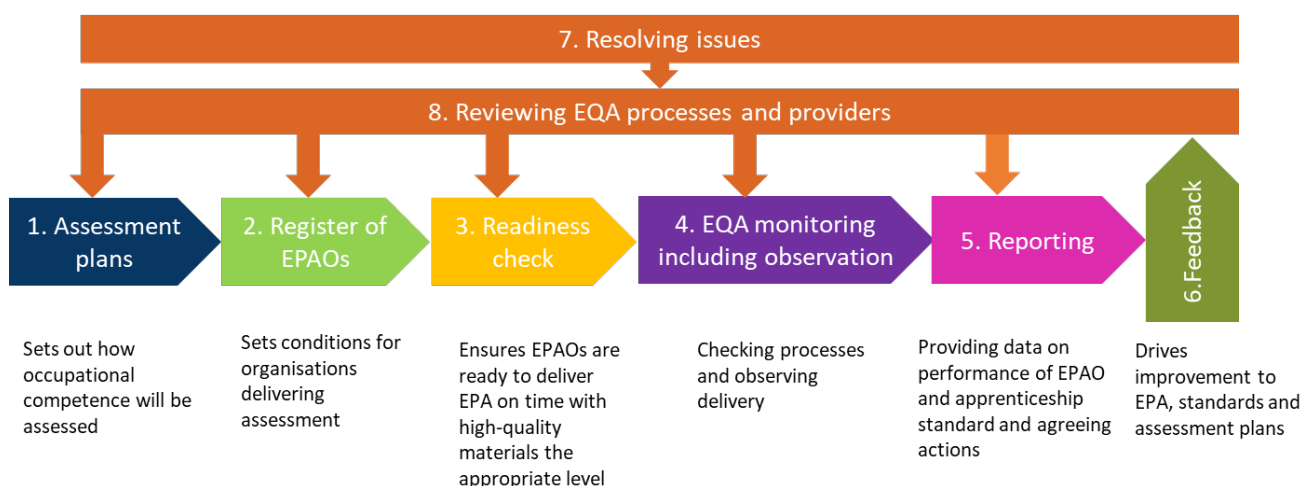 7. Resolving issues
8. Reviewing EQA processes and providers
1. Assessment
plans
2. Register of
EPAOs
3. Readiness
check
4. EQA monitoring
including observation
5. Reporting
6.Feedback
Sets out how
occupational
competence will be
assessed
Sets conditions for
organisations
delivering
assessment
Ensures EPAOs are
ready to deliver
EPA on time with
high-quality
materials the
appropriate level
Checking processes
and observing
delivery
Providing data on
performance of EPAO
and apprenticeship
standard and agreeing
actions
Drives
improvement to
EPA, standards and
assessment plans